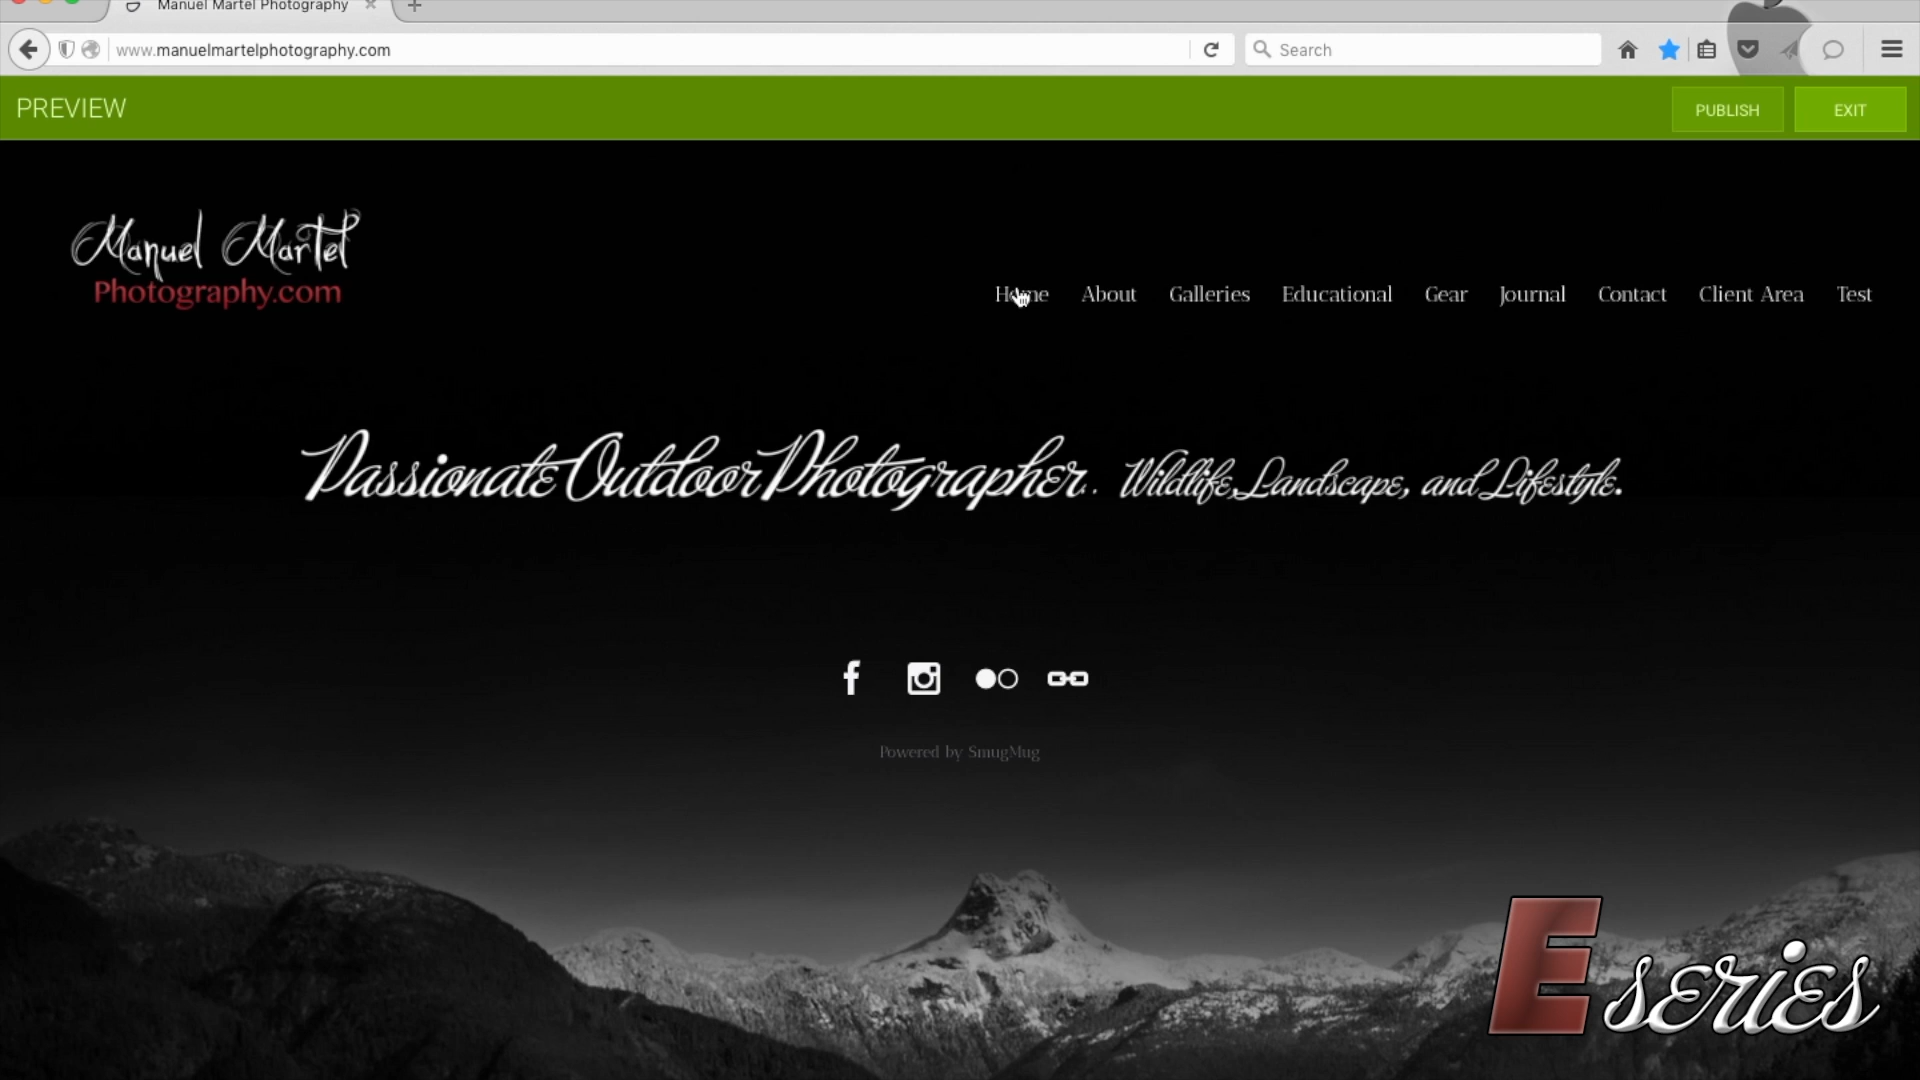 Manuel Martel Photography
www.manuelmartelphotography.com
Search
PREVIEW
PUBLISH
EXIT
Manuel Martel
Photography.com
Home About Galleries Educational Gear Journal Contact Client Area Test
Passionate Outdoor Photographer.. Wildlife, Landscape, and Lifestyle.
Powered by SmugMug
E series